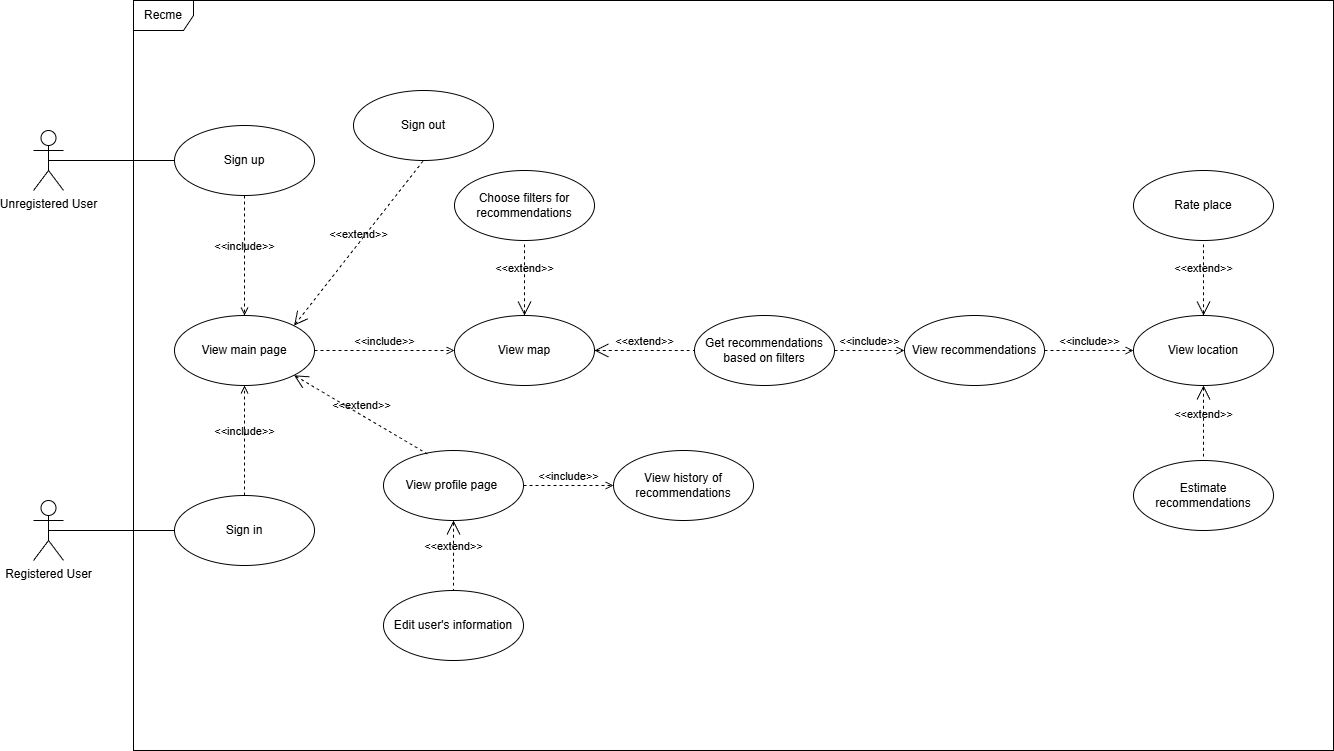 Recme
Sign out
Sign up
Unregistered User
Choose filters for
recommendations
Rate place
<<extend>>
<<include>>
<<extend>>
<<extend>>
View main page
<<include>>
View map
<<extend>>
Get recommendations
based on filters
<<include>>
View recommendations
<<include>>
View location
<<extend>>
<<extend>>
<<include>>
View profile page
<<include>>
View history of
recommendations
Estimate
recommendations
Sign in
<<extend>>
Registered User
Edit user's information